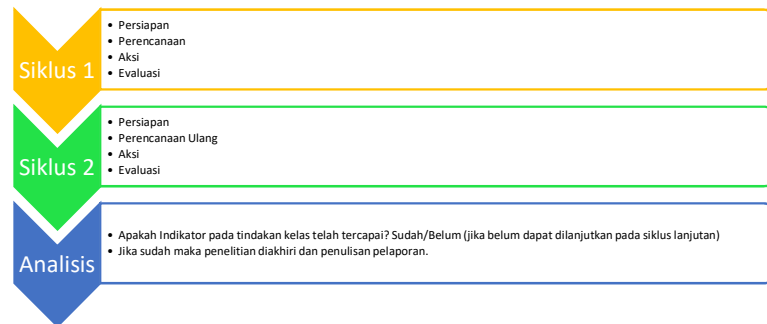 Siklus 1
• Persiapan
• Perencanaan
• Aksi
• Evaluasi
Siklus 2
• Persiapan
• Perencanaan Ulang
• Aksi
• Evaluasi
Analisis
• Apakah Indikator pada tindakan kelas telah tercapai? Sudah/Belum (jika belum dapat dilanjutkan pada siklus lanjutan)
• Jika sudah maka penelitian diakhiri dan penulisan pelaporan.